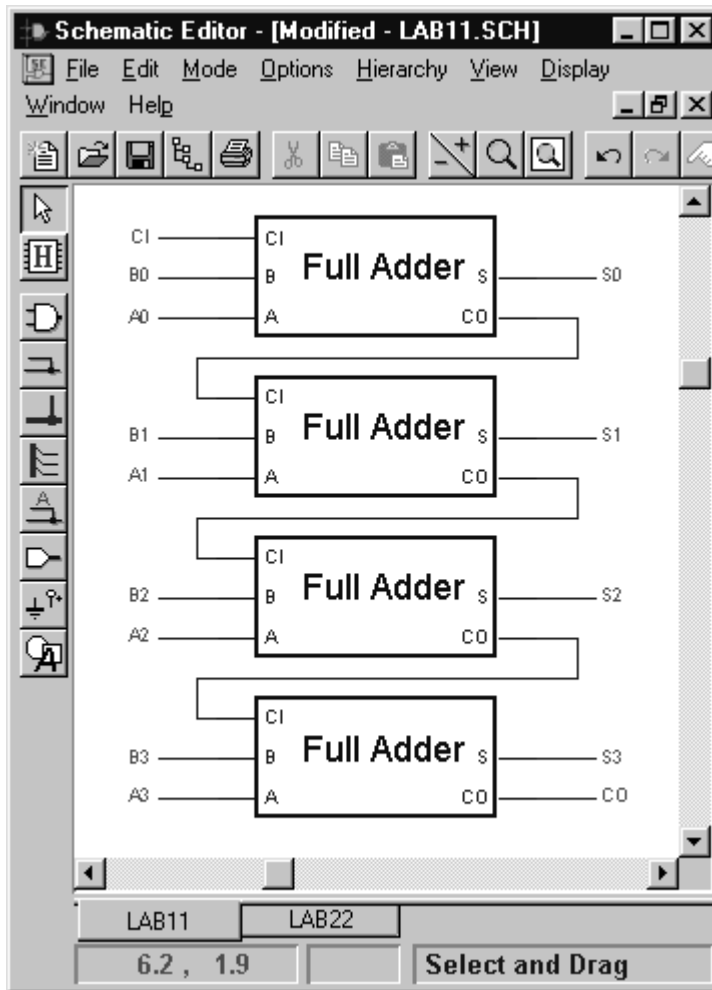 Schematic Editor - [Modified - LAB11.SCH]
File Edit Mode Options Hierarchy View Display
Window Help
H
CI CI
B0 B Full Adder S S0
A0 A CO
CI
B1 B Full Adder S S1
A1 A CO
A
CI
B2 B Full Adder S S2
A2 A CO
A
CI
B3 B Full Adder S S3
A3 A CO CO
LAB11 LAB22
6.2 , 1.9 Select and Drag